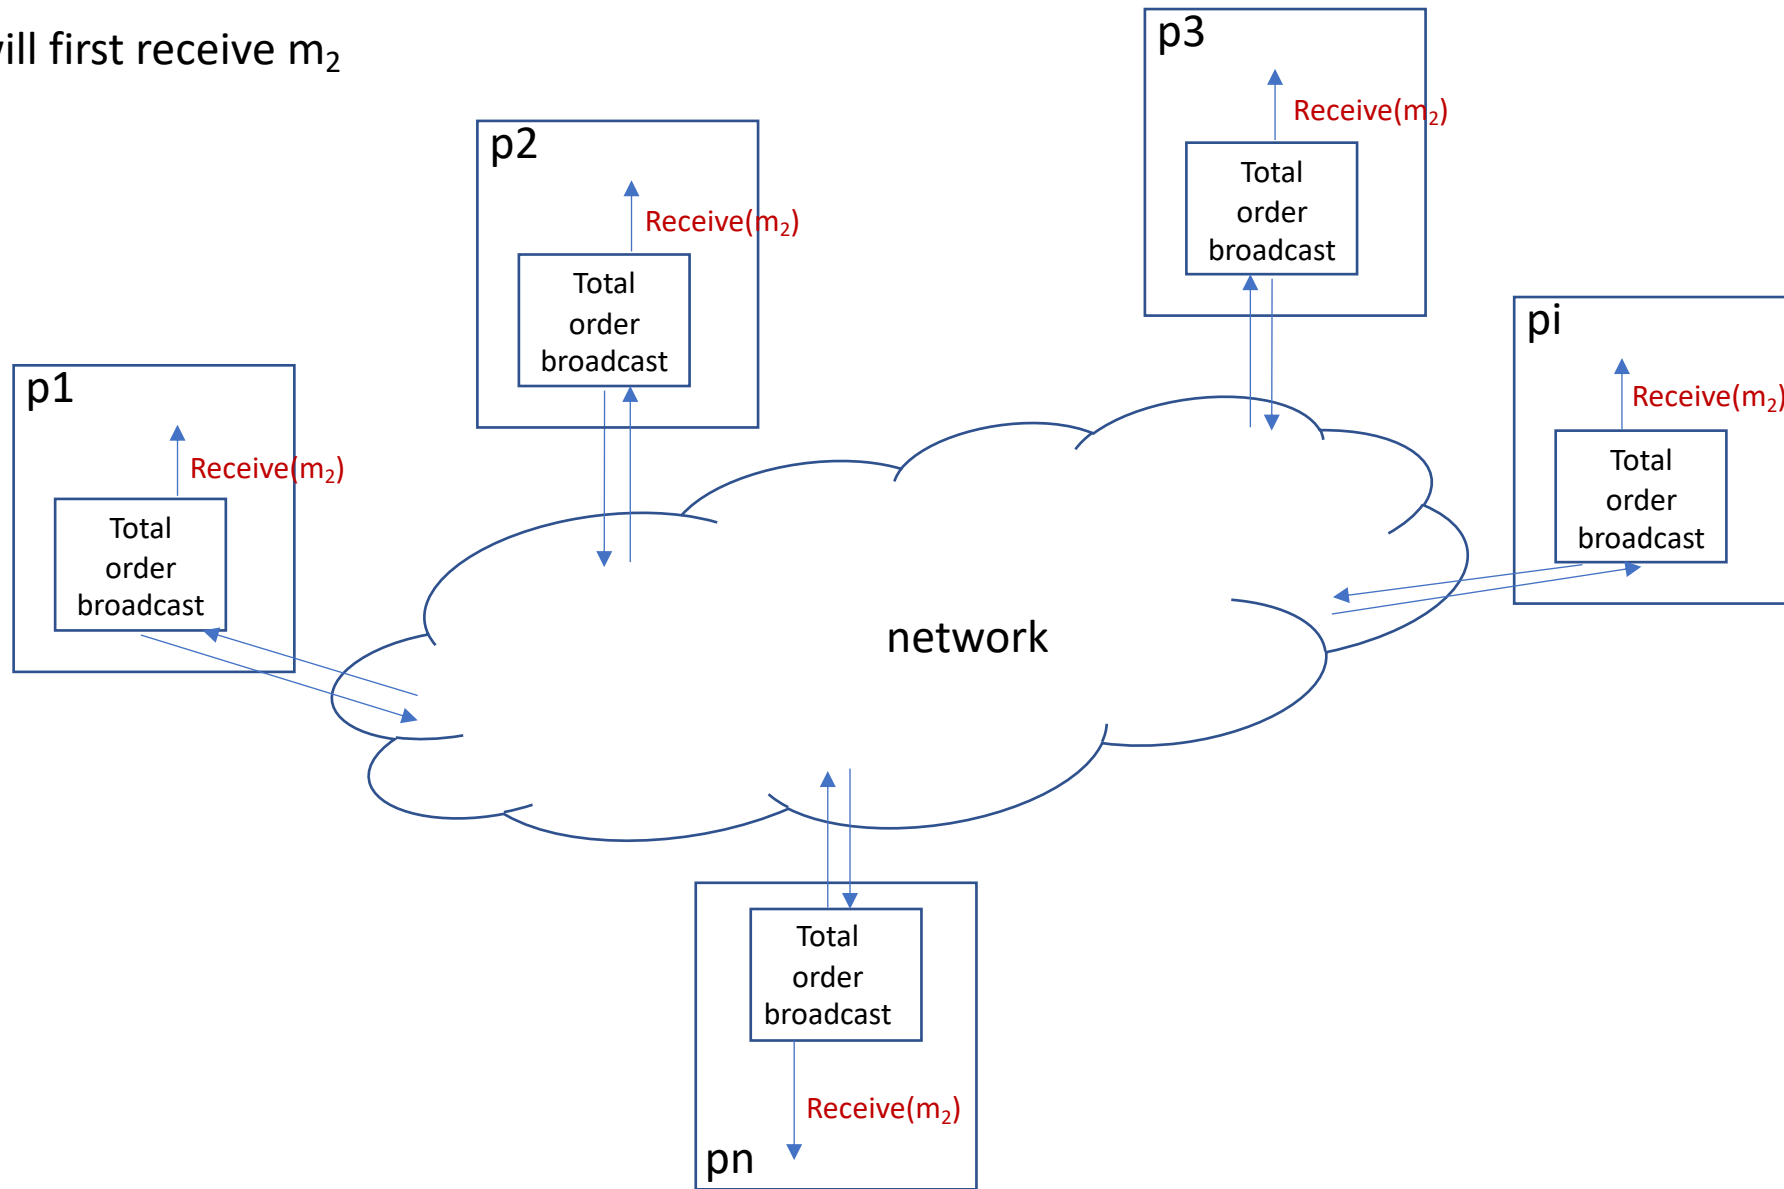 ill first receive m₂
p3
Receive(m₂)
Total
order
broadcast
p2
Receive(m₂)
Total
order
broadcast
pi
Receive(m₂)
Total
order
broadcast
p1
Receive(m₂)
Total
order
broadcast
network
Total
order
broadcast
Receive(m₂)
pn